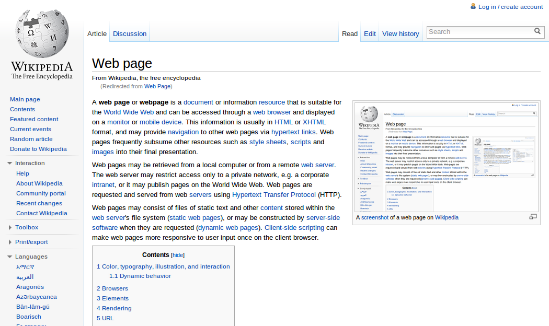 Log in / create account
Article Discussion Read Edit View history Search
WIKIPEDIA
The Free Encyclopedia
Main page
Contents
Featured content
Current events
Random article
Donate to Wikipedia
Interaction
Help
About Wikipedia
Community portal
Recent changes
Contact Wikipedia
Toolbox
Print/export
Languages
አማርኛ
العربية
Aragonés
Azərbaycanca
Bân-lâm-gú
Boarisch
Web page
From Wikipedia, the free encyclopedia
(Redirected from Web Page)
A web page or webpage is a document or information resource that is suitable for
the World Wide Web and can be accessed through a web browser and displayed
on a monitor or mobile device. This information is usually in HTML or XHTML
format, and may provide navigation to other web pages via hypertext links. Web
pages frequently subsume other resources such as style sheets, scripts and
images into their final presentation.
Web pages may be retrieved from a local computer or from a remote web server.
The web server may restrict access only to a private network, e.g. a corporate
intranet, or it may publish pages on the World Wide Web. Web pages are
requested and served from web servers using Hypertext Transfer Protocol (HTTP).
Web pages may consist of files of static text and other content stored within the
web server's file system (static web pages), or may be constructed by server-side
software when they are requested (dynamic web pages). Client-side scripting can
make web pages more responsive to user input once on the client browser.
Contents [hide]
1 Color, typography, illustration, and interaction
1.1 Dynamic behavior
2 Browsers
3 Elements
4 Rendering
5 URL
Web page
A screenshot of a web page on Wikipedia